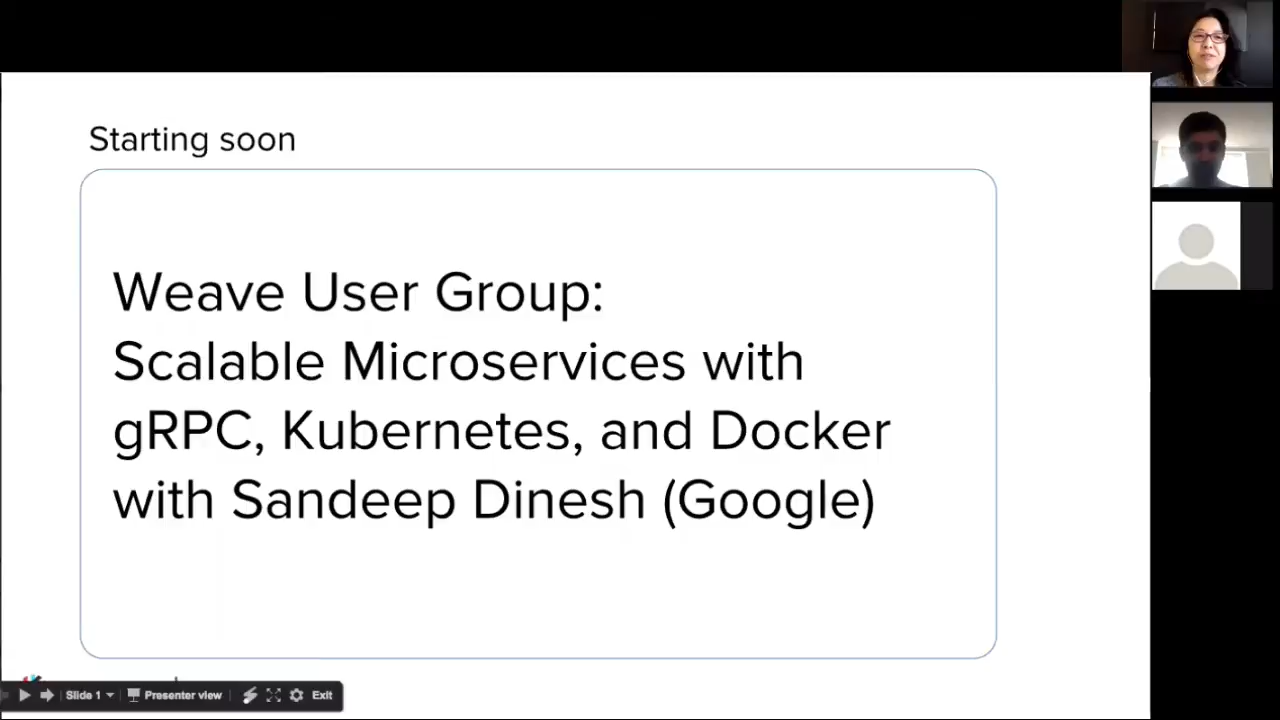 Starting soon
Weave User Group:
Scalable Microservices with
gRPC, Kubernetes, and Docker
with Sandeep Dinesh (Google)
Slide 1
Presenter view
Exit